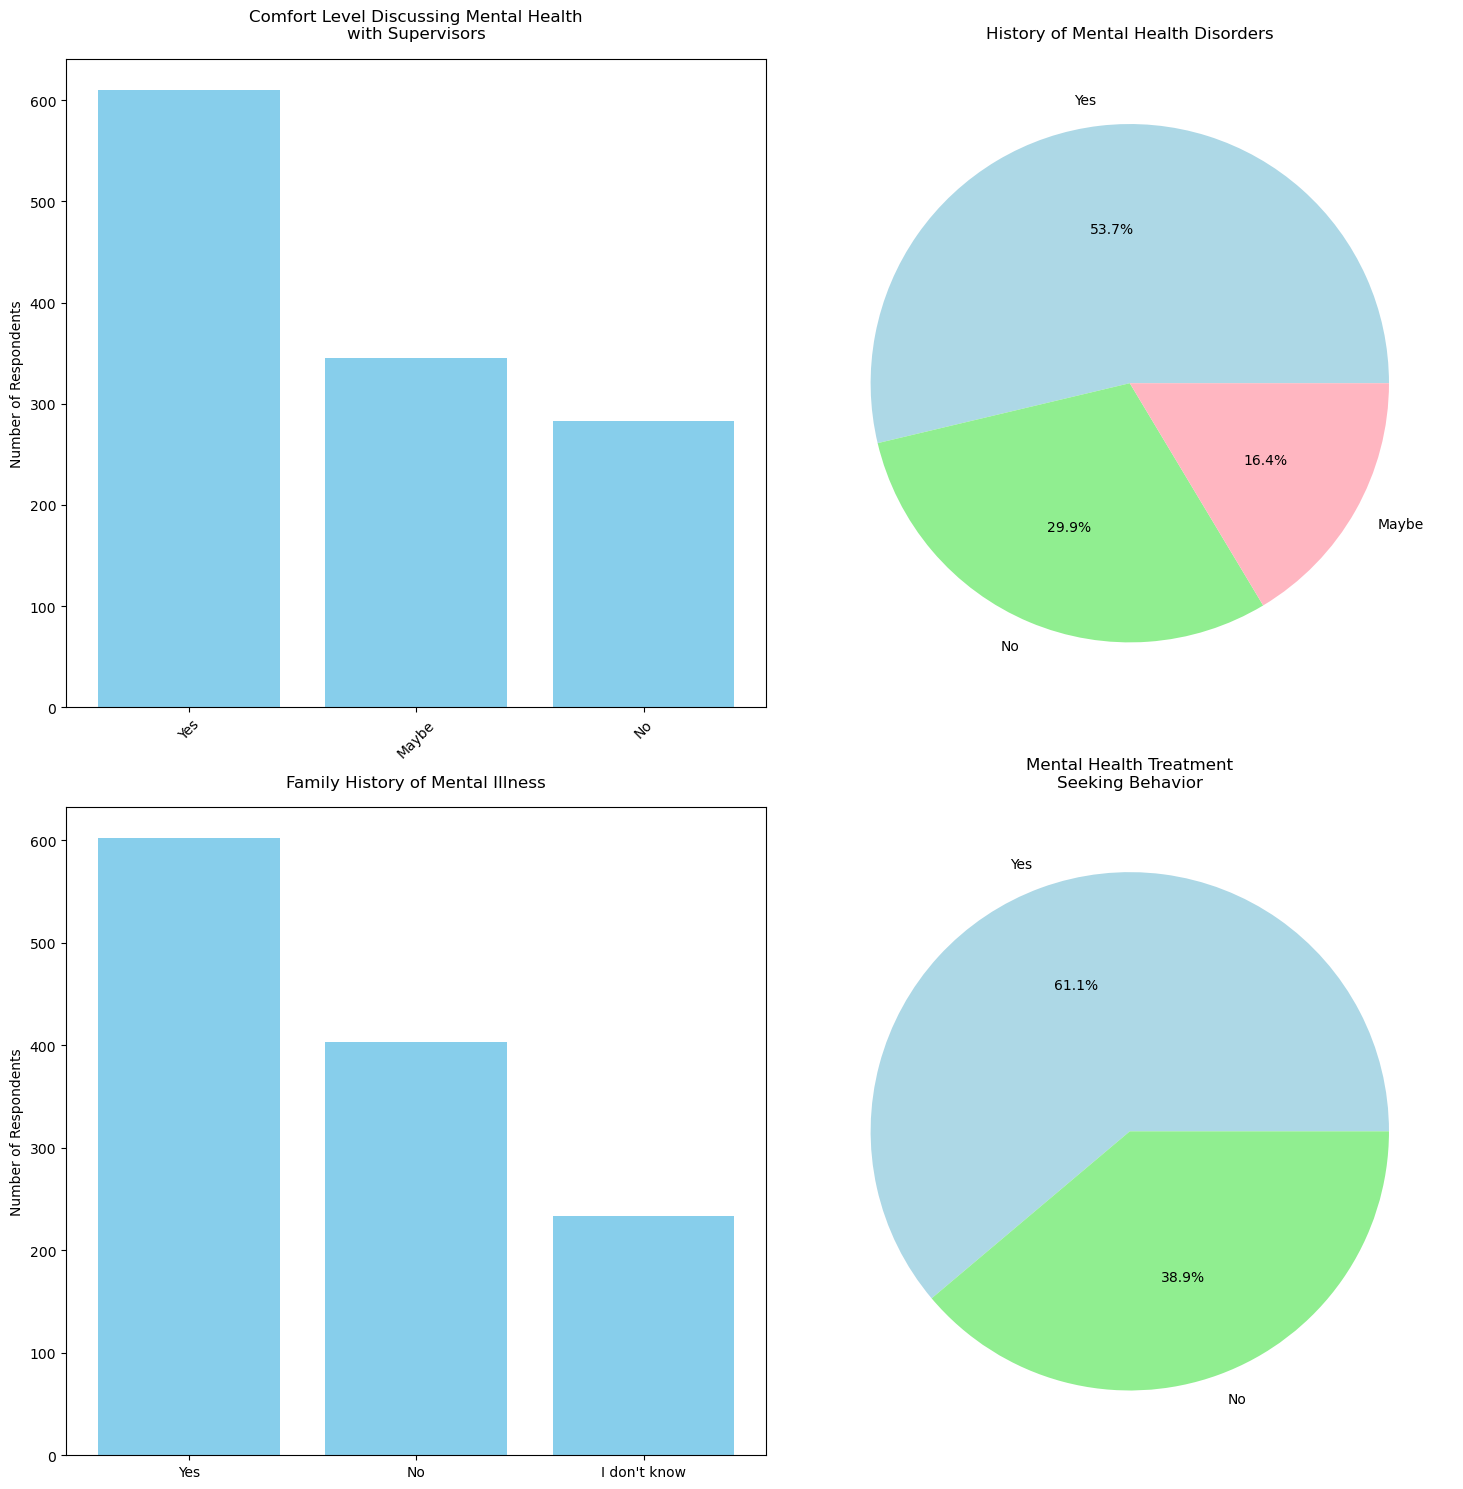 Comfort Level Discussing Mental Health
with Supervisors
Number of Respondents
600
500
400
300
200
100
0
Yes
Maybe
No
History of Mental Health Disorders
Yes
53.7%
16.4%
29.9%
Maybe
No
Family History of Mental Illness
Number of Respondents
600
500
400
300
200
100
0
Yes
No
I don't know
Mental Health Treatment
Seeking Behavior
Yes
61.1%
38.9%
No